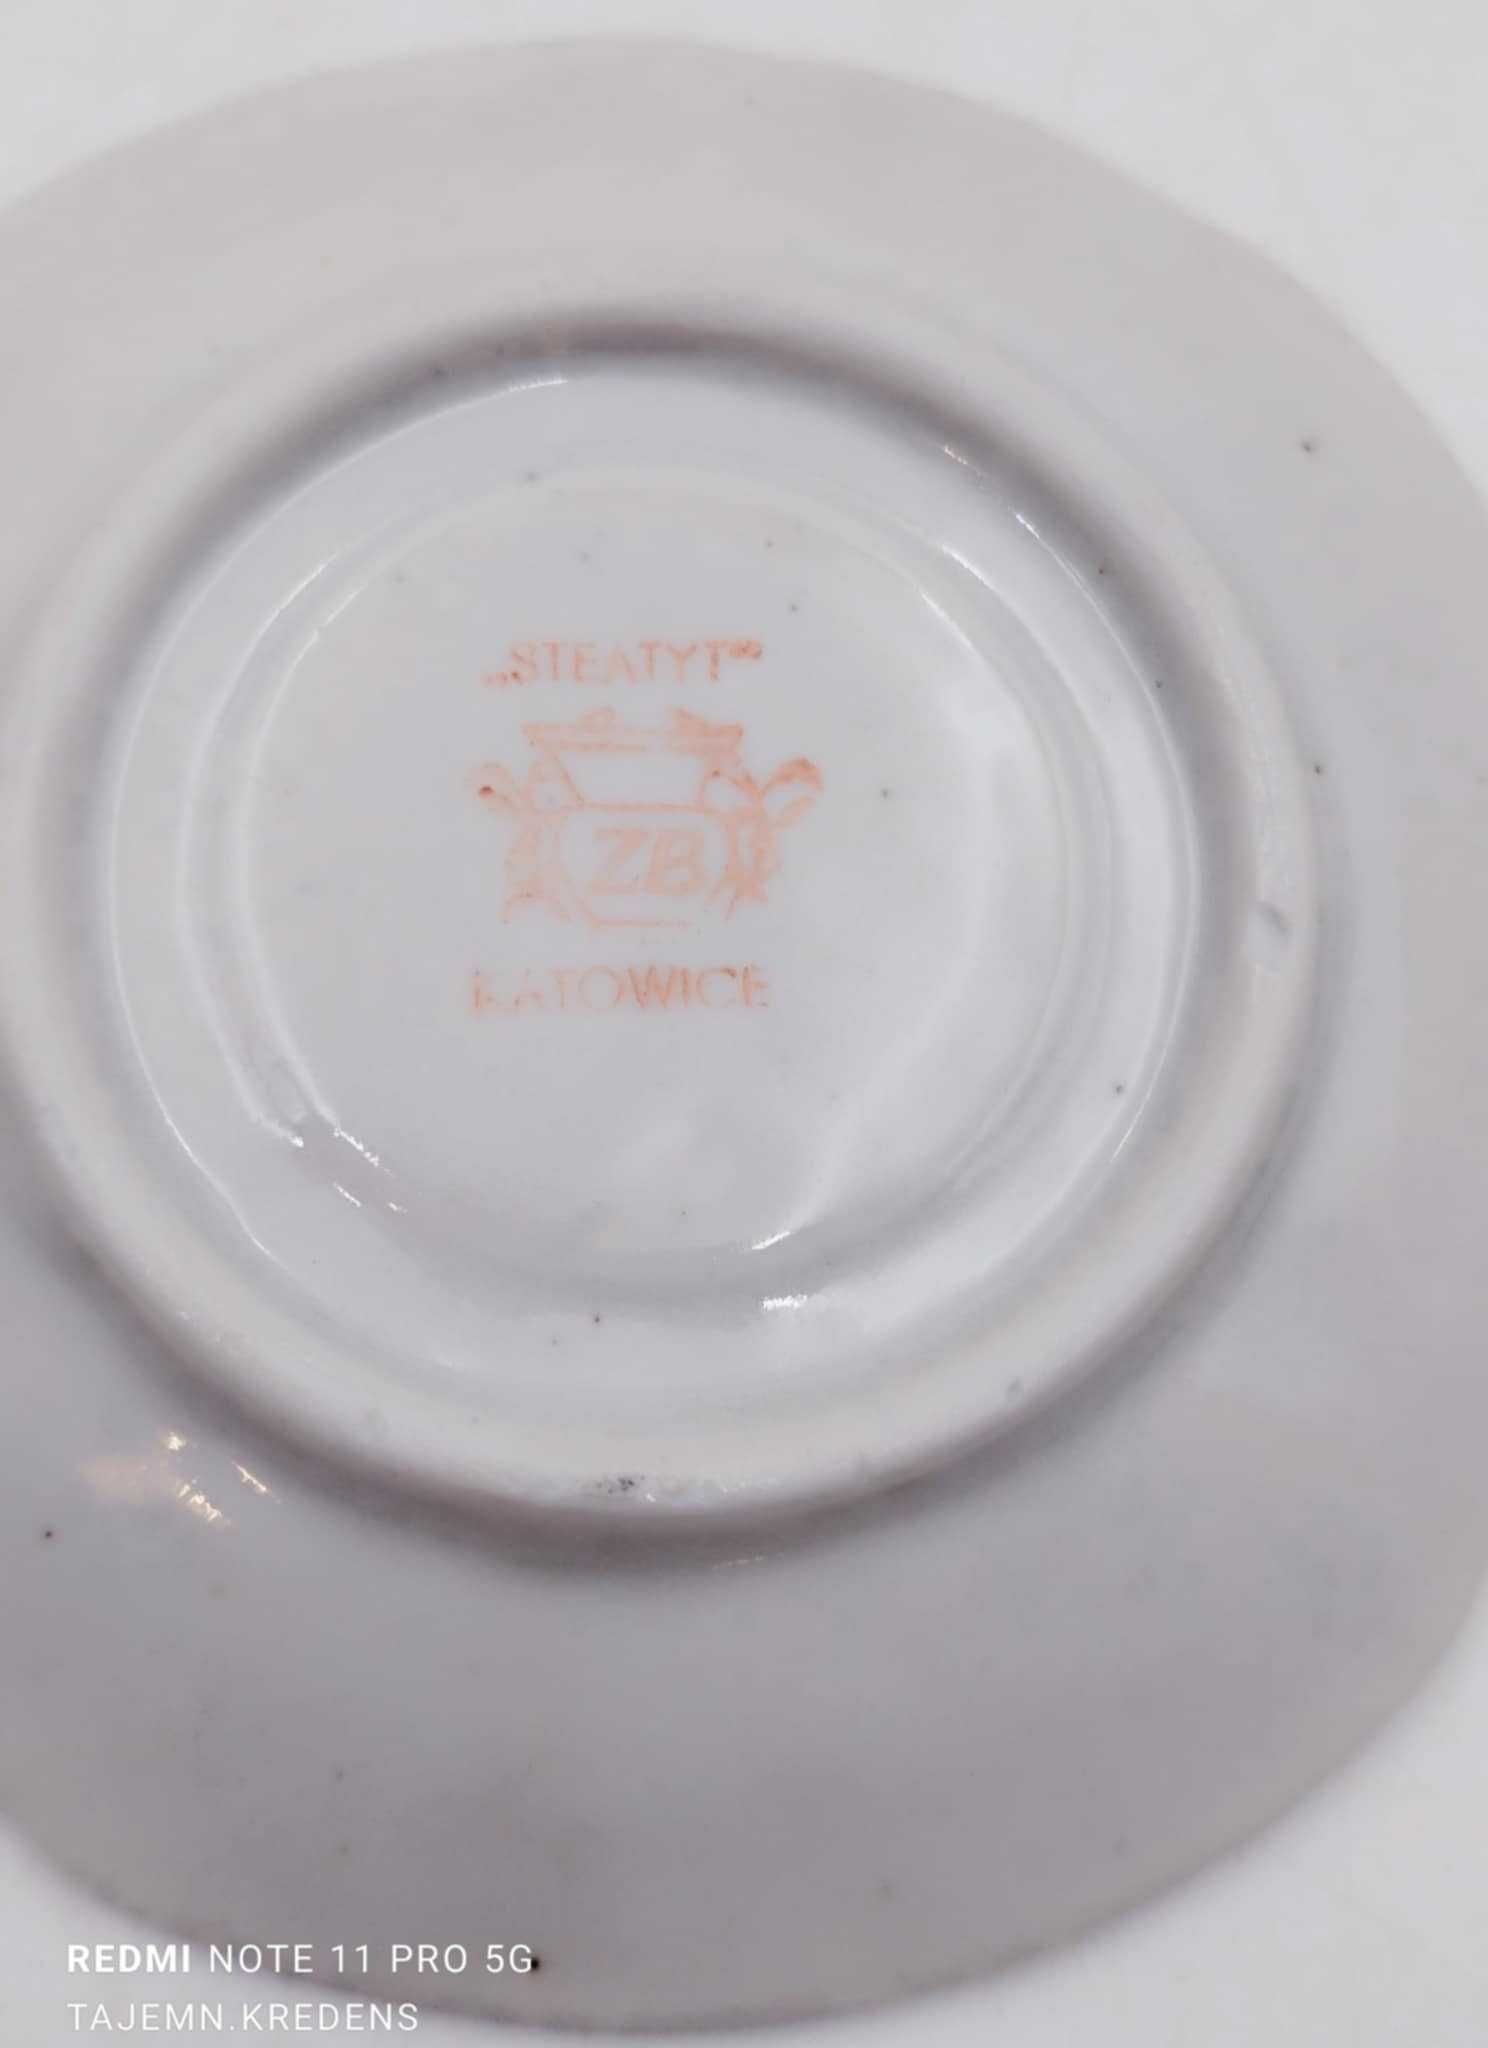 „STEATYT”
ZB
KATOWICE
REDMI NOTE 11 PRO 5G
TAJEMN.KREDENS